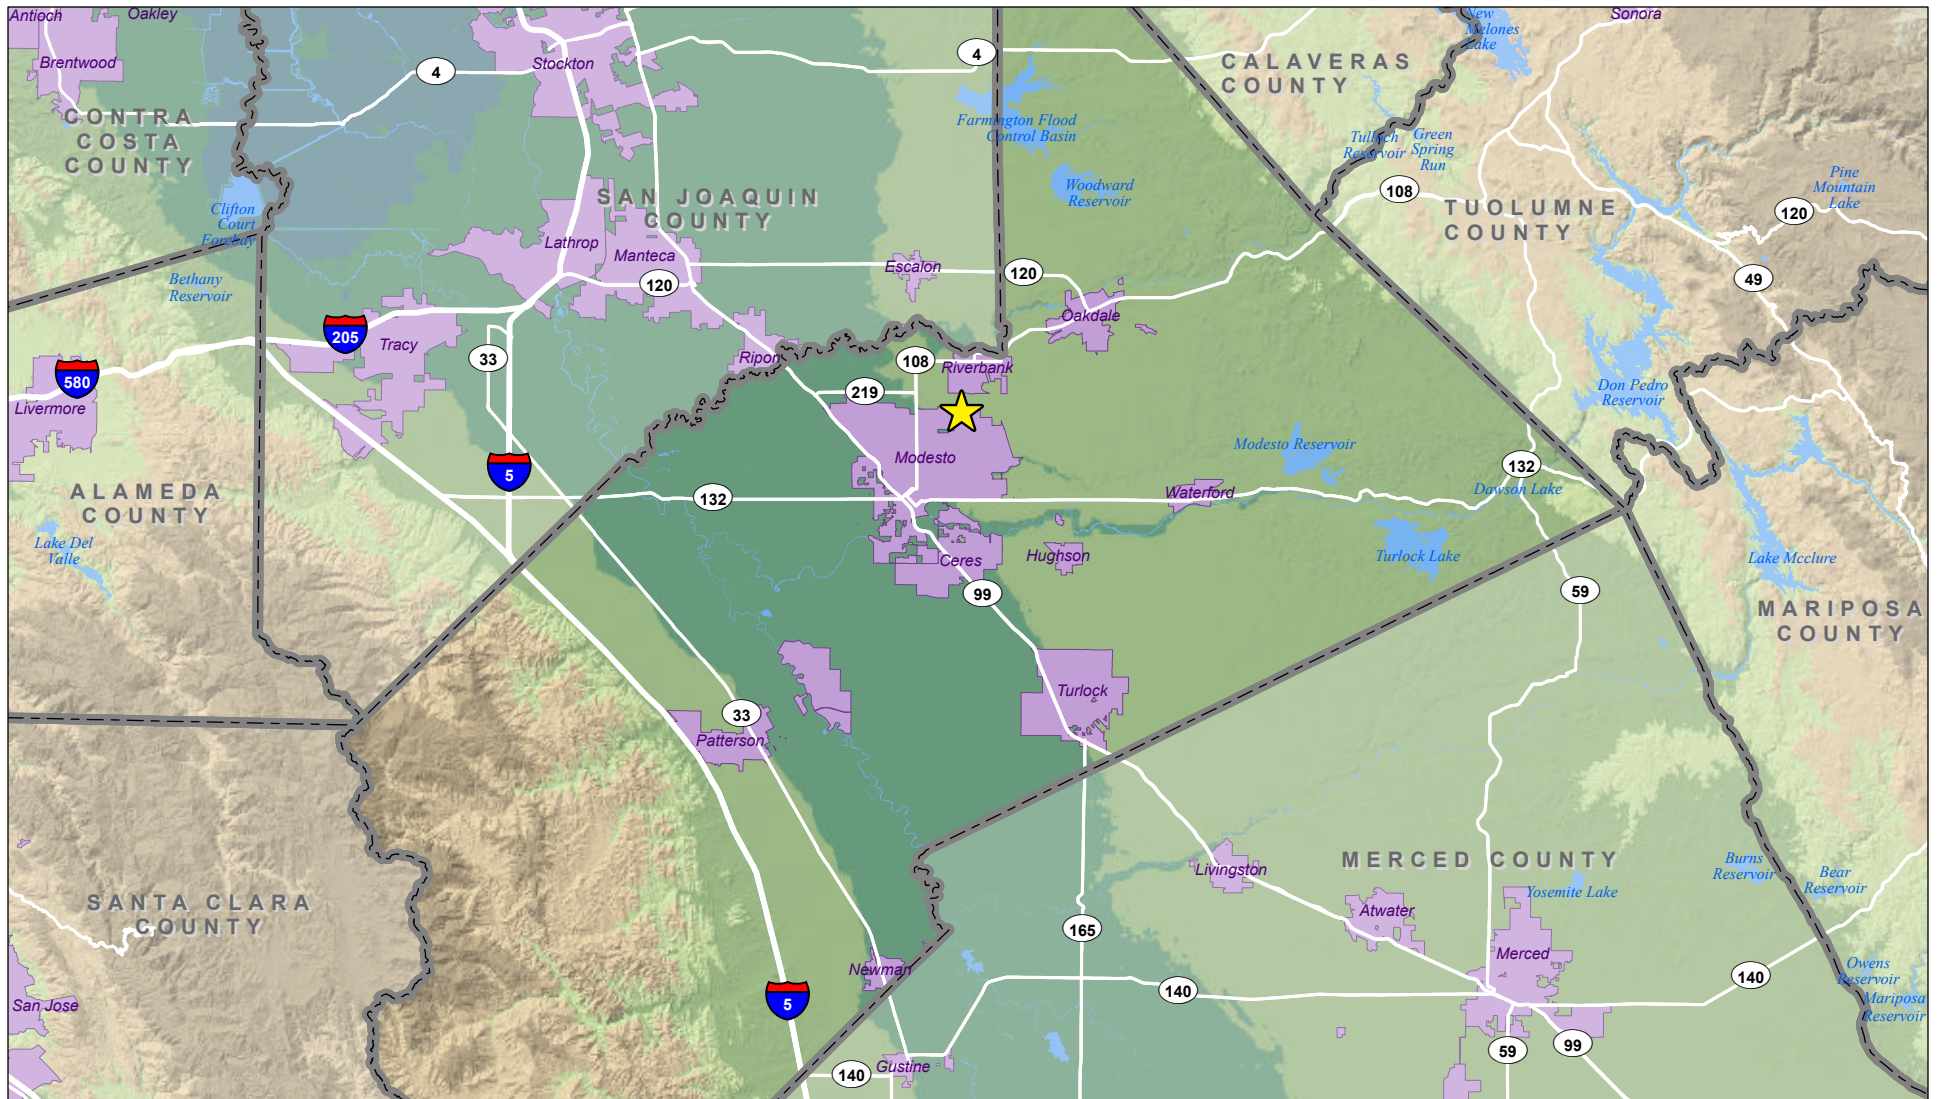 Antioch
Oakley
Sonora
New
Melones
Lake
Brentwood
Stockton
4
4
CALAVERAS
COUNTY
CONTRA
COSTA
COUNTY
Farmington Flood
Control Basin
Tulloch
Reservoir
Green
Spring
Run
Woodward
Reservoir
Pine
Mountain
Lake
SAN JOAQUIN
COUNTY
108
TUOLUMNE
COUNTY
120
Clifton
Court
Forebay
Lathrop
Manteca
Escalon
120
120
49
Bethany
Reservoir
Oakdale
205
Tracy
33
Ripon
108
Riverbank
580
Livermore
219
Don Pedro
Reservoir
Modesto
Modesto Reservoir
5
132
132
Waterford
Dawson Lake
ALAMEDA
COUNTY
Lake Del
Valle
Ceres
Hughson
Turlock Lake
Lake Mcclure
99
59
MARIPOSA
COUNTY
Turlock
33
Patterson
Livingston
MERCED COUNTY
Burns
Reservoir
Bear
Reservoir
Yosemite Lake
SANTA CLARA
COUNTY
Atwater
165
Merced
Newman
140
140
Owens
Reservoir
Mariposa
Reservoir
San Jose
5
59
99
140
Gustine